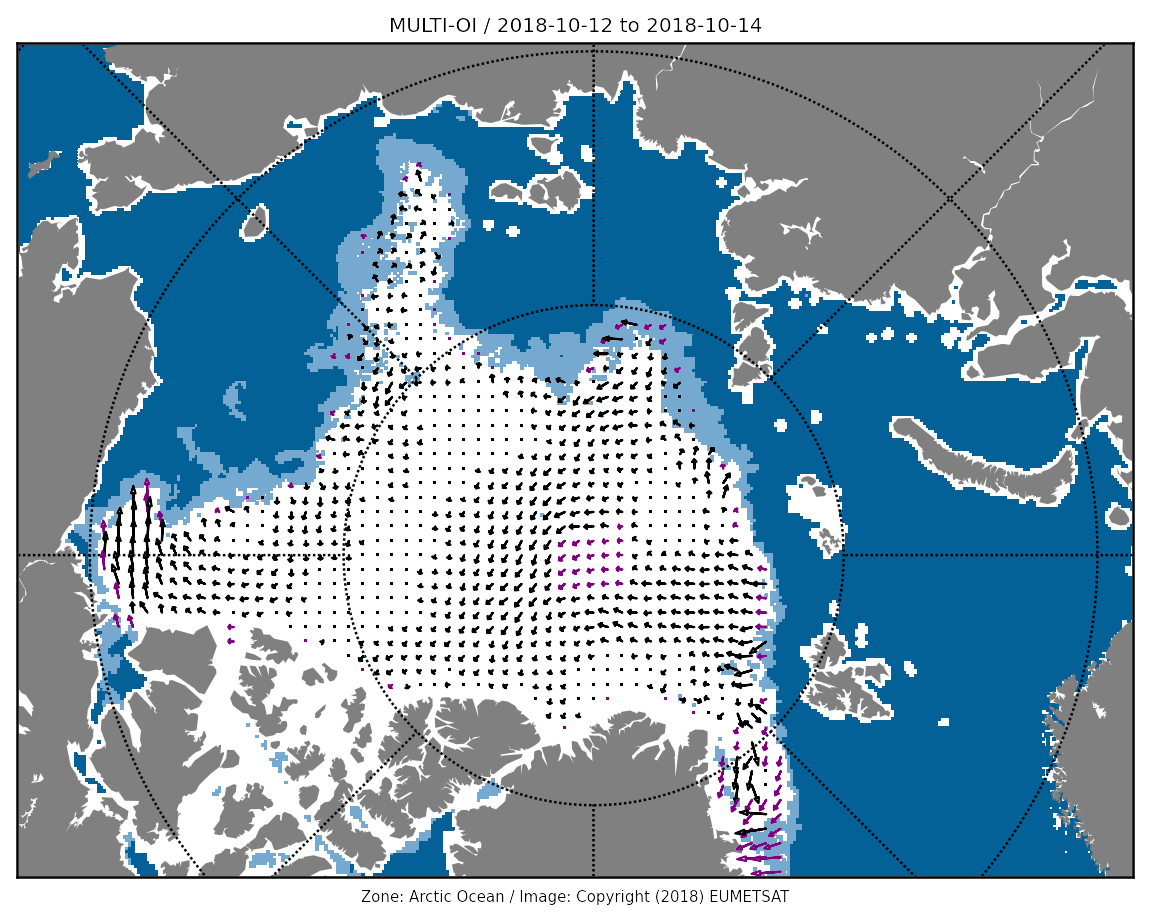 MULTI-OI / 2018-10-12 to 2018-10-14
Zone: Arctic Ocean / Image: Copyright (2018) EUMETSAT